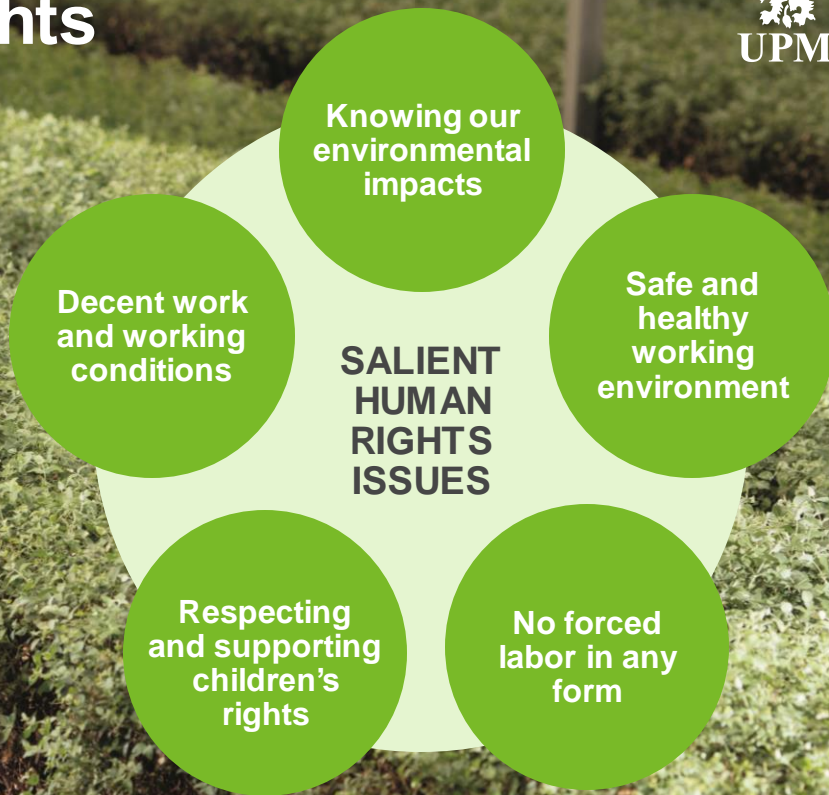 hts
UPM
Knowing our
environmental
impacts
Safe and
healthy
working
environment
Decent work
and working
conditions
SALIENT
HUMAN
RIGHTS
ISSUES
Respecting
and supporting
children's
rights
No forced
labor in any
form